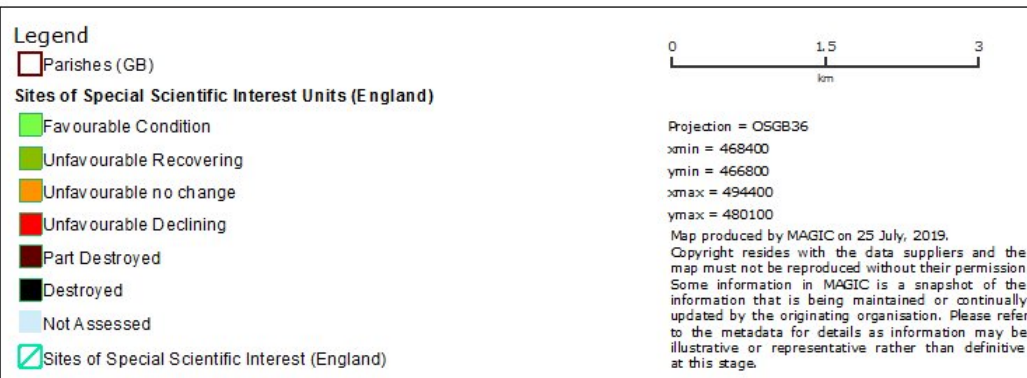 Legend
Parishes (GB)
Sites of Special Scientific Interest Units (England)
Favourable Condition
Unfavourable Recovering
Unfavourable no change
Unfavourable Declining
Part Destroyed
Destroyed
Not Assessed
Sites of Special Scientific Interest (England)
0 1.5 3
km
Projection = OSGB36
xmin = 468400
ymin = 466800
xmax = 494400
ymax = 480100
Map produced by MAGIC on 25 July, 2019.
Copyright resides with the data suppliers and the
map must not be reproduced without their permission
Some information in MAGIC is a snapshot of the
information that is being maintained or continually
updated by the originating organisation. Please refer
to the metadata for details as information may be
illustrative or representative rather than definitive
at this stage.